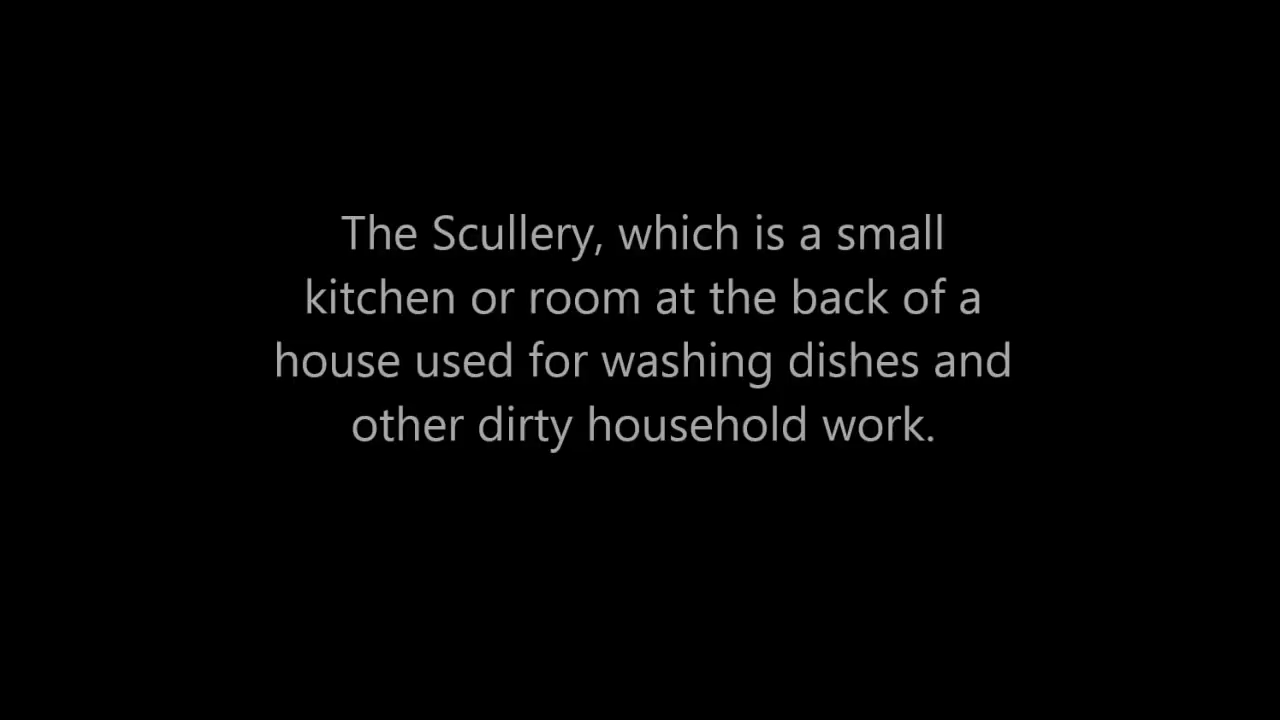 The Scullery, which is a small
kitchen or room at the back of a
house used for washing dishes and
other dirty household work.